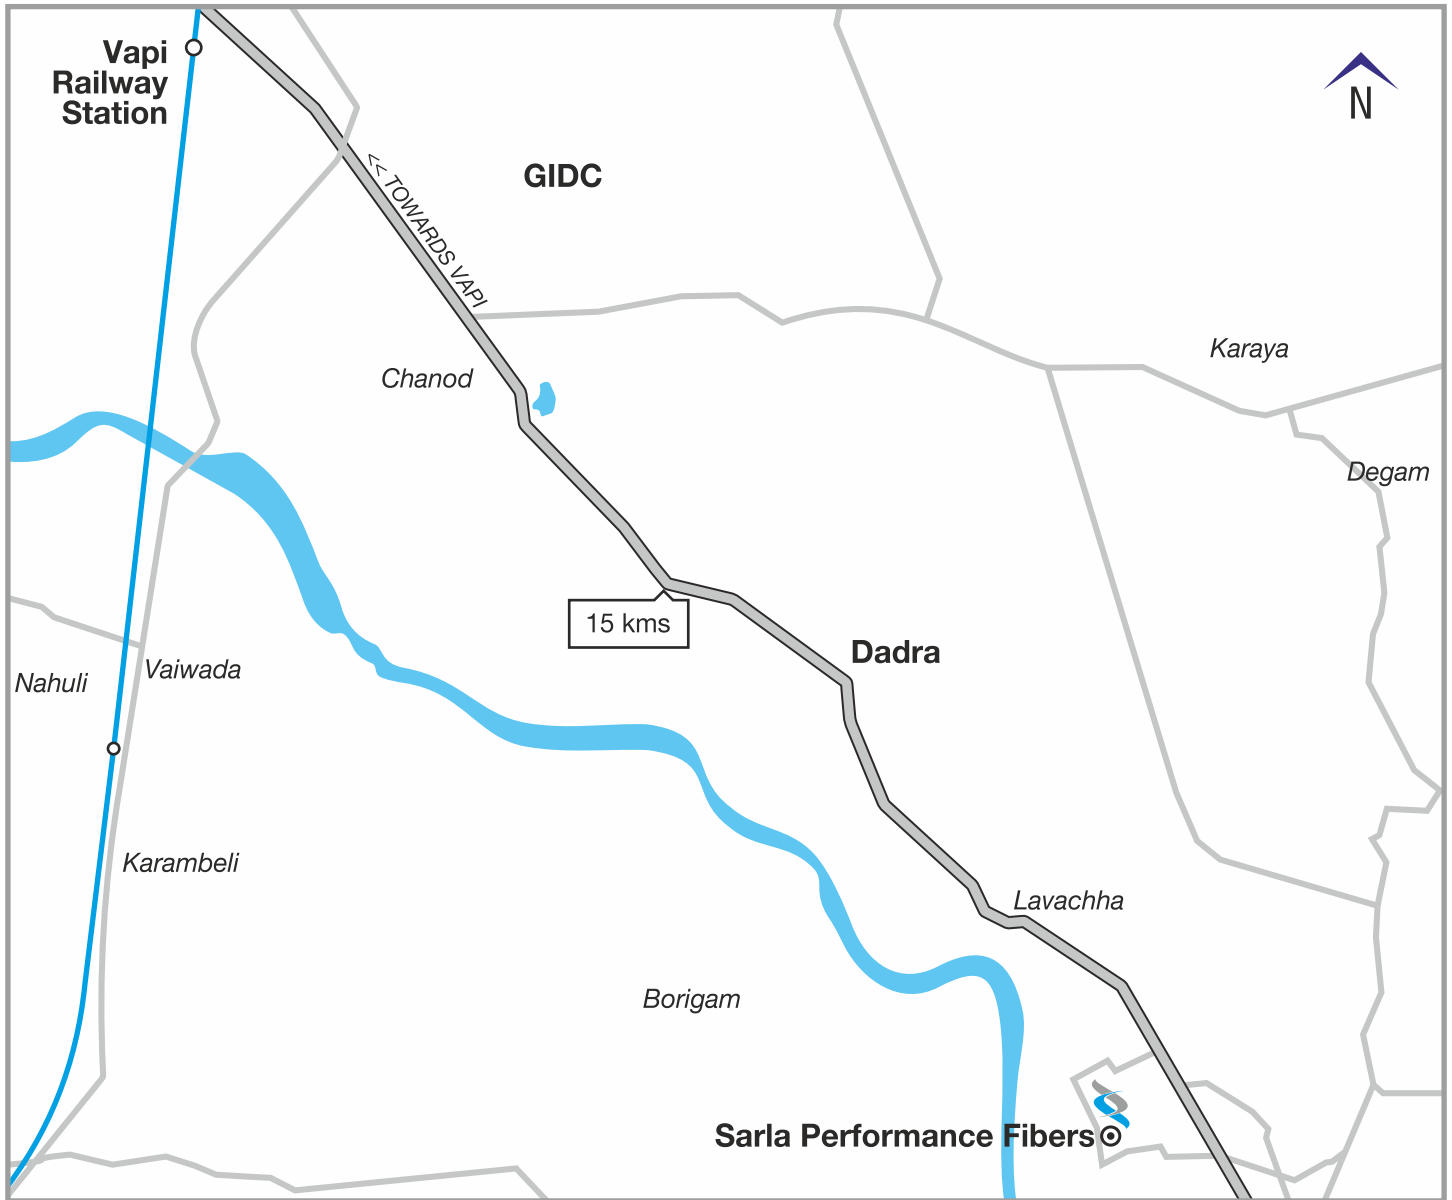 Vapi
Railway
Station
N
GIDC
<< TOWARDS VAPI
Karaya
Chanod
Degam
15 kms
Dadra
Nahuli
Vaiwada
Karambeli
Lavachha
Borigam
Sarla Performance Fibers